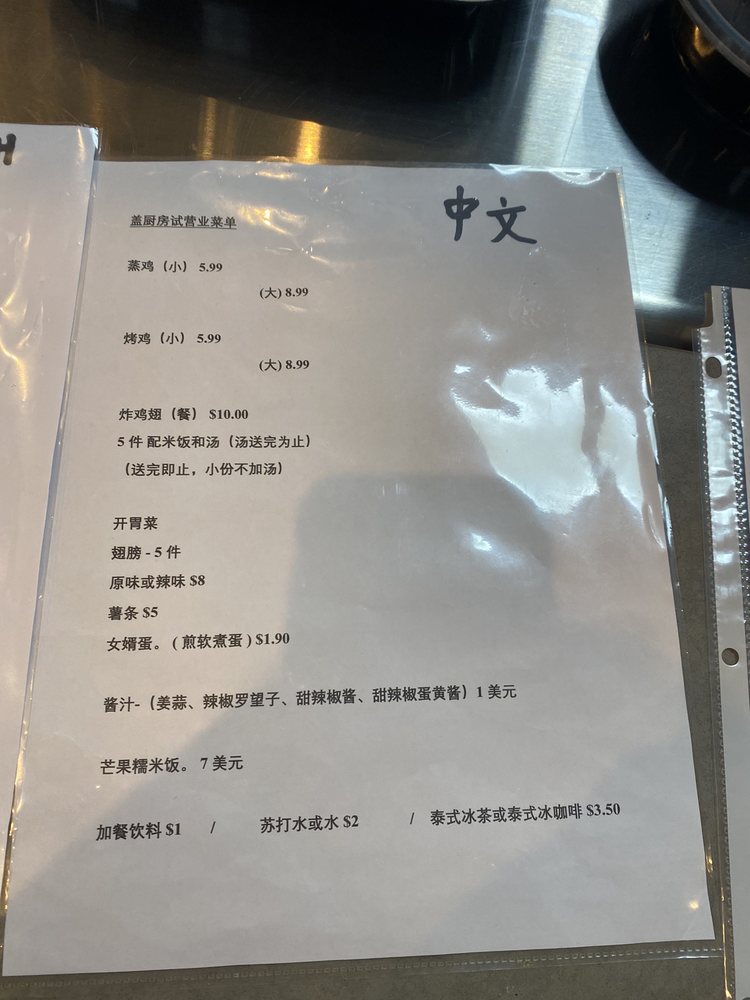 中文
盖厨房试营业菜单
蒸鸡（小） 5.99
(大) 8.99
烤鸡（小） 5.99
(大) 8.99
炸鸡翅（餐） $10.00
5 件 配米饭和汤（汤送完为止）
（送完即止，小份不加汤）
开胃菜
翅膀 - 5 件
原味或辣味 $8
薯条 $5
女婿蛋。 ( 煎软煮蛋 ) $1.90
酱汁-（姜蒜、辣椒罗望子、甜辣椒酱、甜辣椒蛋黄酱）1 美元
芒果糯米饭。 7 美元
加餐饮料 $1 / 苏打水或水 $2 / 泰式冰茶或泰式冰咖啡 $3.50